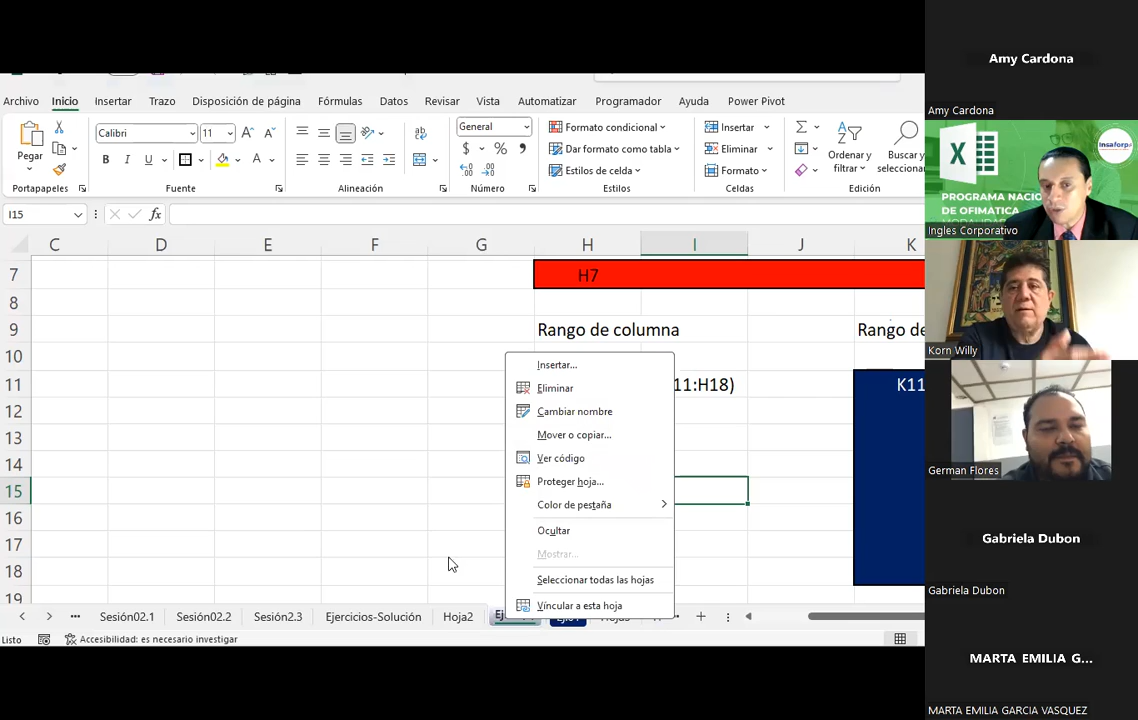 Archivo Inicio Insertar Trazo Disposición de página Fórmulas Datos Revisar Vista Automatizar Programador Ayuda Power Pivot
Pegar
Calibri 11
General
Formato condicional
Dar formato como tabla
Estilos de celda
Insertar
Eliminar
Formato
Ordenar y
filtrar
Buscar y
seleccionar
Portapapeles Fuente Alineación Número Estilos Celdas Edición
I15 fx
C D E F G H I J K
7 H7
8
9 Rango de columna Rango de
10
11 11:H18) K11
12
13
14
15
16
17
18
19
Insertar...
Eliminar
Cambiar nombre
Mover o copiar...
Ver código
Proteger hoja...
Color de pestaña
Ocultar
Mostrar...
Seleccionar todas las hojas
Vincular a esta hoja
Sesión02.1 Sesión02.2 Sesión2.3 Ejercicios-Solución Hoja2
Listo Accesibilidad: es necesario investigar
Amy Cardona
Amy Cardona
insaforp
PROGRAMA NACIO
DE OFIMÁTICA
Ingles Corporativo
Korn Willy
German Flores
Gabriela Dubon
Gabriela Dubon
MARTA EMILIA G...
MARTA EMILIA GARCIA VASQUEZ